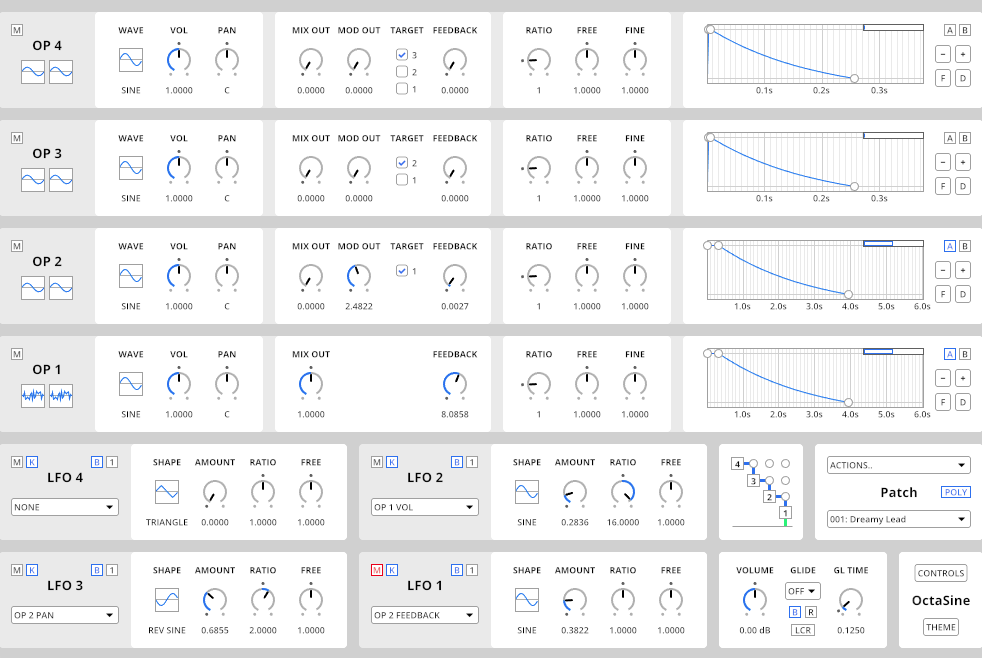 M
OP 4
WAVE VOL PAN
SINE 1.0000 C
MIX OUT MOD OUT TARGET FEEDBACK
3
2
1
0.0000 0.0000 0.0000
RATIO FREE FINE
1 1.0000 1.0000
0.1s 0.2s 0.3s
A B
− +
F D
M
OP 3
WAVE VOL PAN
SINE 1.0000 C
MIX OUT MOD OUT TARGET FEEDBACK
2
1
0.0000 0.0000 0.0000
RATIO FREE FINE
1 1.0000 1.0000
0.1s 0.2s 0.3s
A B
− +
F D
M
OP 2
WAVE VOL PAN
SINE 1.0000 C
MIX OUT MOD OUT TARGET FEEDBACK
1
0.0000 2.4822 0.0027
RATIO FREE FINE
1 1.0000 1.0000
1.0s 2.0s 3.0s 4.0s 5.0s 6.0s
A B
− +
F D
M
OP 1
WAVE VOL PAN
SINE 1.0000 C
MIX OUT FEEDBACK
1.0000 8.0858
RATIO FREE FINE
1 1.0000 1.0000
1.0s 2.0s 3.0s 4.0s 5.0s 6.0s
A B
− +
F D
M K B 1
LFO 4
NONE
SHAPE AMOUNT RATIO FREE
TRIANGLE 0.0000 1.0000 1.0000
M K B 1
LFO 2
OP 1 VOL
SHAPE AMOUNT RATIO FREE
SINE 0.2836 16.0000 1.0000
4
3
2
1
ACTIONS..
Patch POLY
001: Dreamy Lead
M K B 1
LFO 3
OP 2 PAN
SHAPE AMOUNT RATIO FREE
REV SINE 0.6855 2.0000 1.0000
M K B 1
LFO 1
OP 2 FEEDBACK
SHAPE AMOUNT RATIO FREE
SINE 0.3822 1.0000 1.0000
VOLUME GLIDE GL TIME
OFF
B R
0.00 dB LCR 0.1250
CONTROLS
OctaSine
THEME